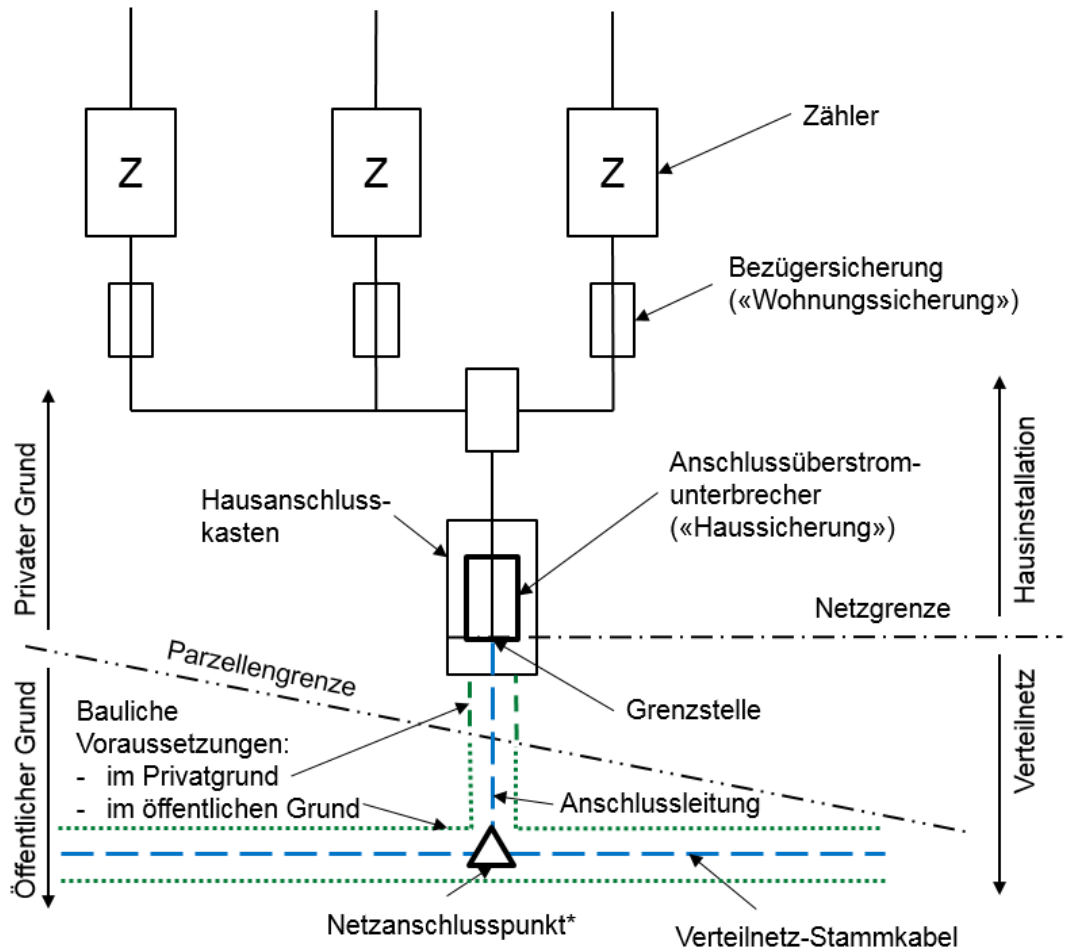 Z
Z
Z
Zähler
Bezügersicherung
(«Wohnungssicherung»)
Privater Grund
Hausinstallation
Anschlussüberstrom-
unterbrecher
(«Haussicherung»)
Hausanschluss-
kasten
Netzgrenze
Parzellengrenze
Öffentlicher Grund
Verteilnetz
Grenzstelle
Bauliche
Voraussetzungen:
- im Privatgrund
- im öffentlichen Grund
Anschlussleitung
Netzanschlusspunkt*
Verteilnetz-Stammkabel